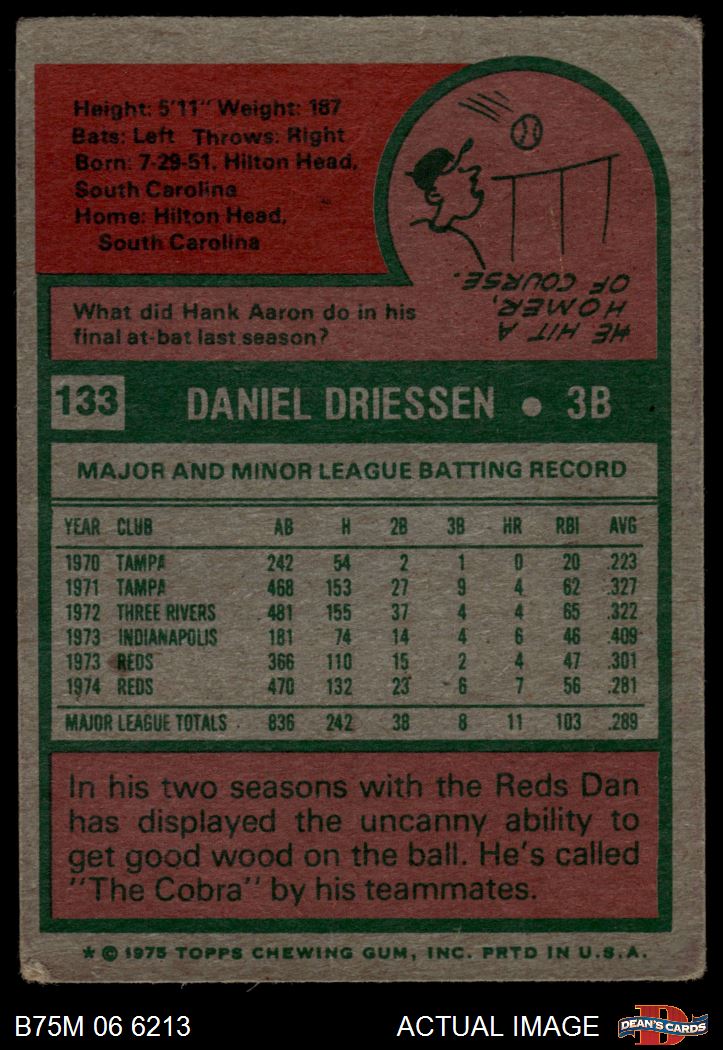 Height: 5'11" Weight: 187
Bats: Left Throws: Right
Born: 7-29-51, Hilton Head,
South Carolina
Home: Hilton Head,
South Carolina
What did Hank Aaron do in his
final at-bat last season?
HE HIT A
HOMER,
OF COURSE.
133 DANIEL DRIESSEN • 3B
MAJOR AND MINOR LEAGUE BATTING RECORD
YEAR CLUB AB H 2B 3B HR RBI AVG
1970 TAMPA 242 54 2 1 0 20 .223
1971 TAMPA 468 153 27 9 4 62 .327
1972 THREE RIVERS 481 155 37 4 4 65 .322
1973 INDIANAPOLIS 181 74 14 4 6 46 .409
1973 REDS 366 110 15 2 4 47 .301
1974 REDS 470 132 23 6 7 56 .281
MAJOR LEAGUE TOTALS 836 242 38 8 11 103 .289
In his two seasons with the Reds Dan
has displayed the uncanny ability to
get good wood on the ball. He's called
"The Cobra" by his teammates.
* © 1975 TOPPS CHEWING GUM, INC. PRTD IN U.S.A.
B75M 06 6213 ACTUAL IMAGE
D
DEAN'S CARDS